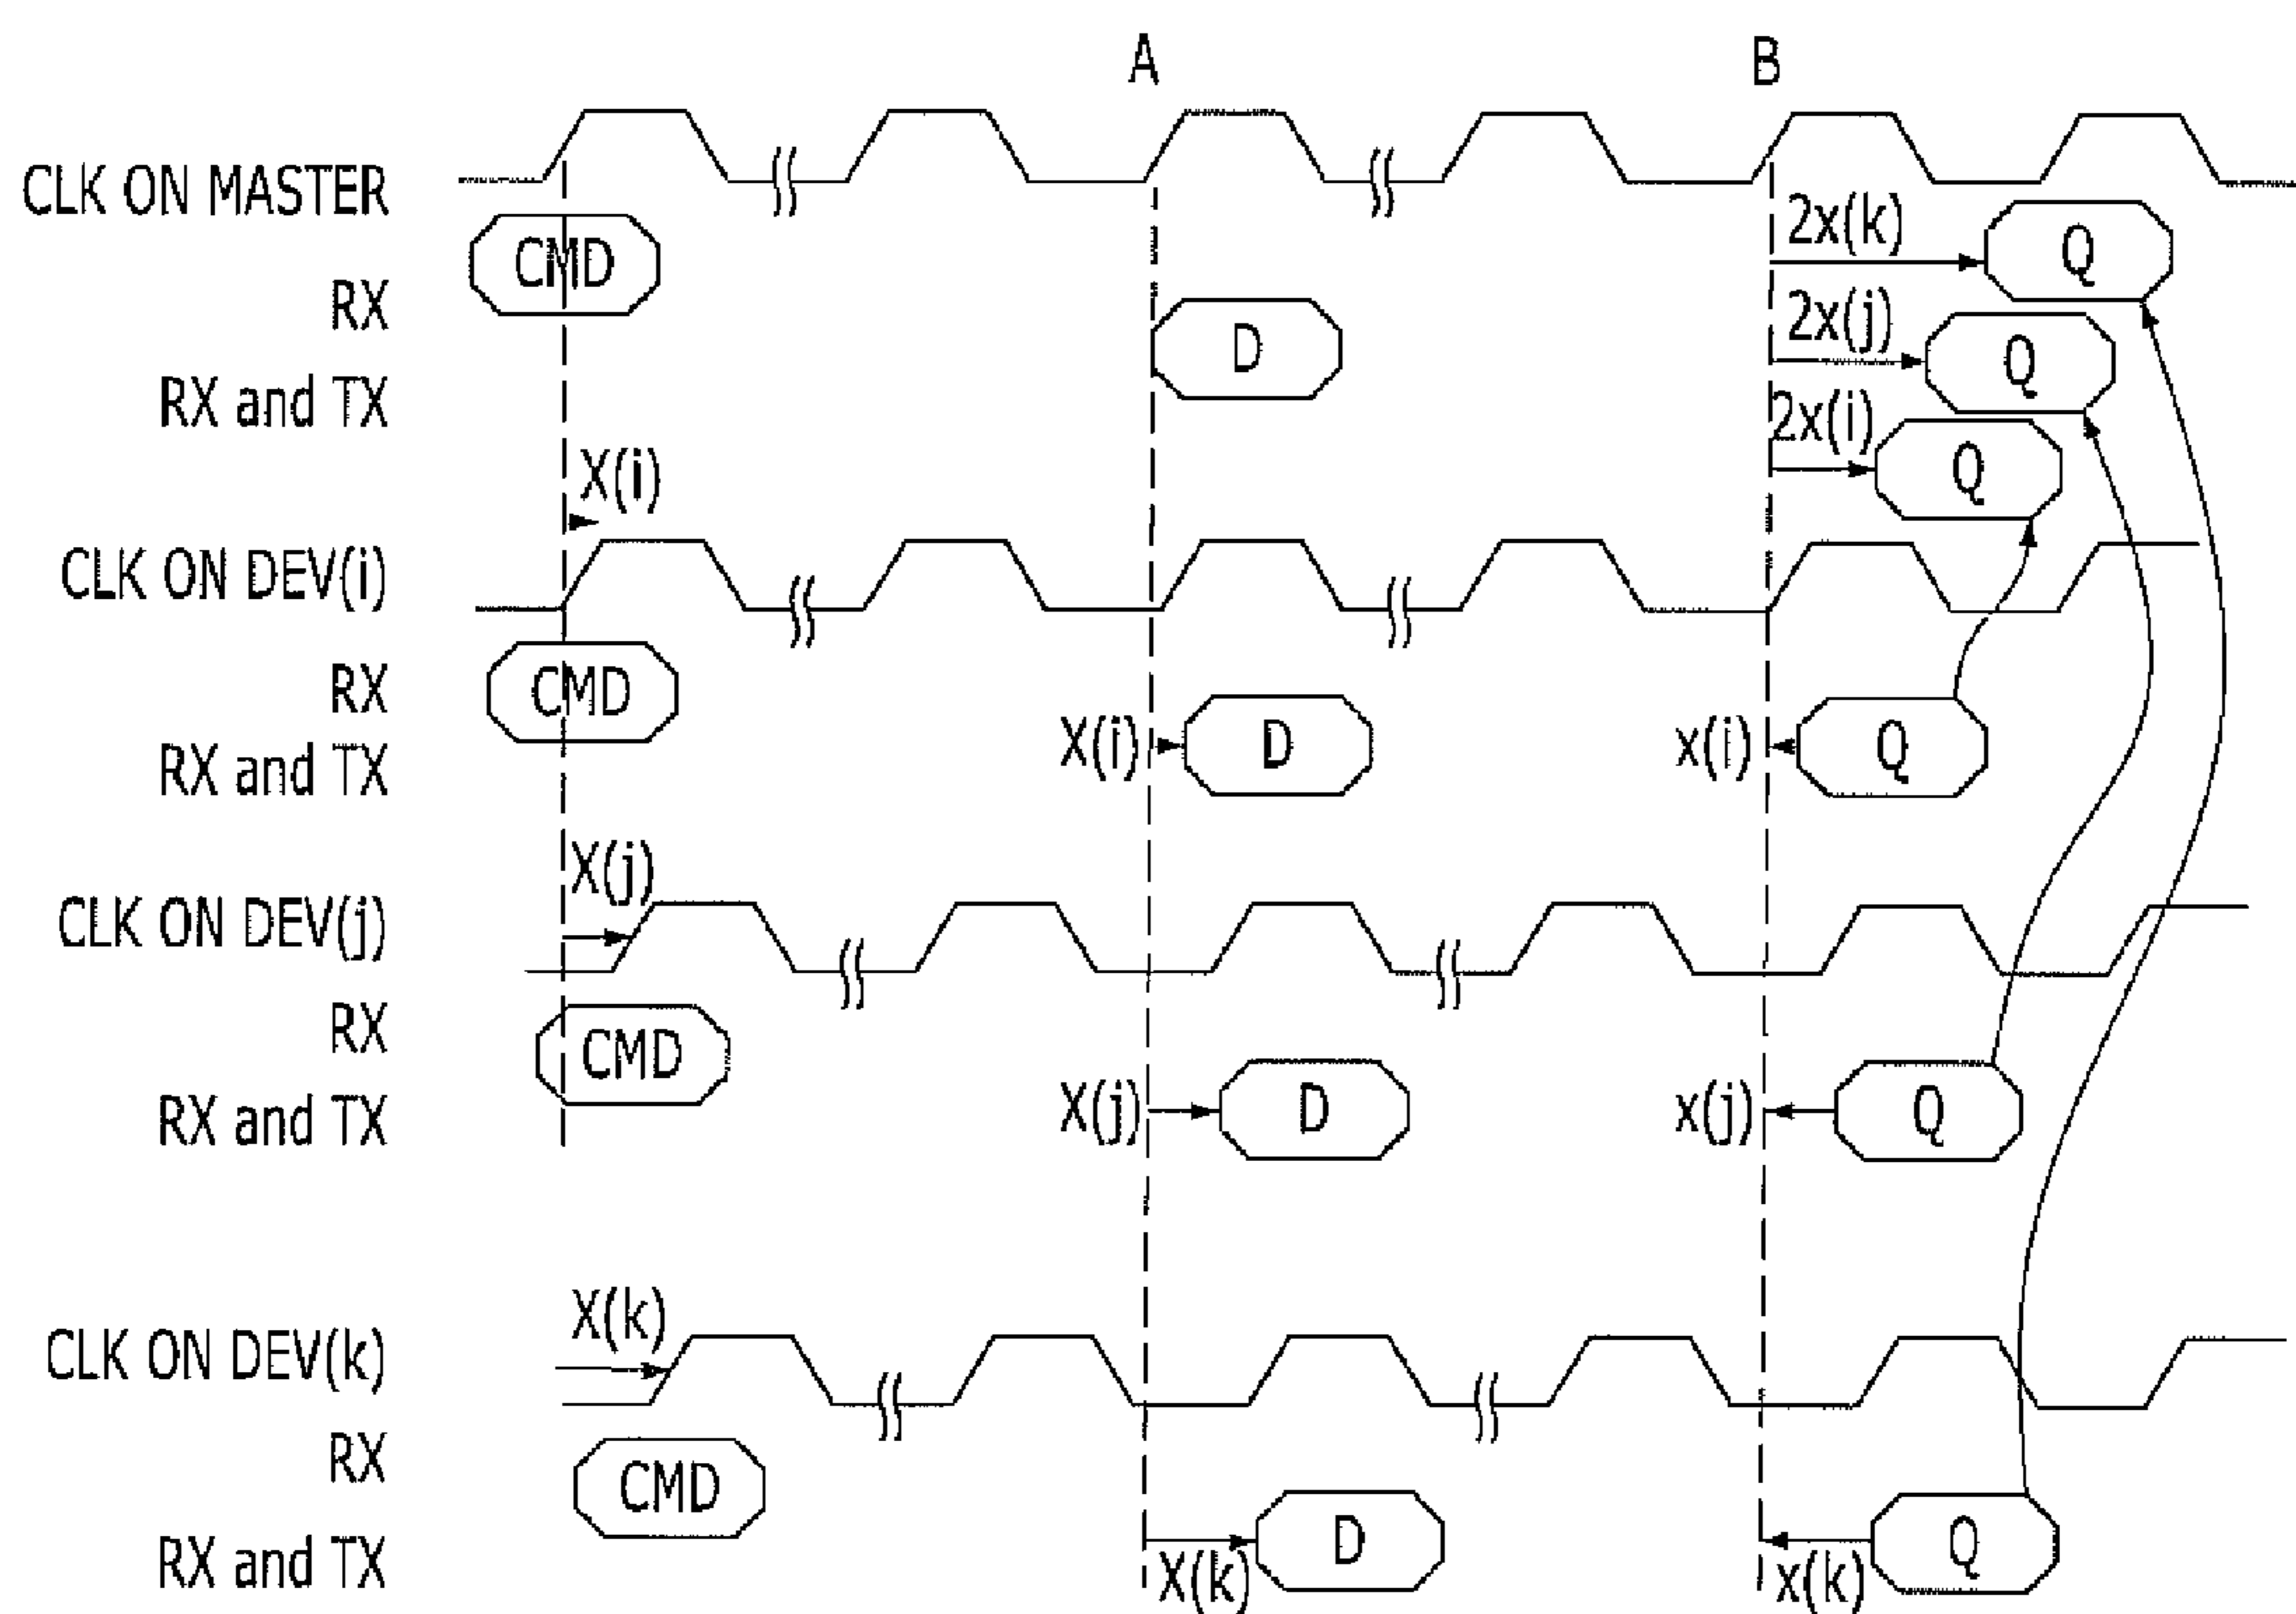 A
B
CLK ON MASTER
CMD
2x(k)
Q
RX
D
2x(j)
Q
RX and TX
2x(i)
Q
X(i)
CLK ON DEV(i)
RX
CMD
X(i)
D
x(i)
Q
RX and TX
X(j)
CLK ON DEV(j)
RX
CMD
RX and TX
X(j)
D
x(j)
Q
X(k)
CLK ON DEV(k)
RX
CMD
RX and TX
D
Q
X(k)
x(k)